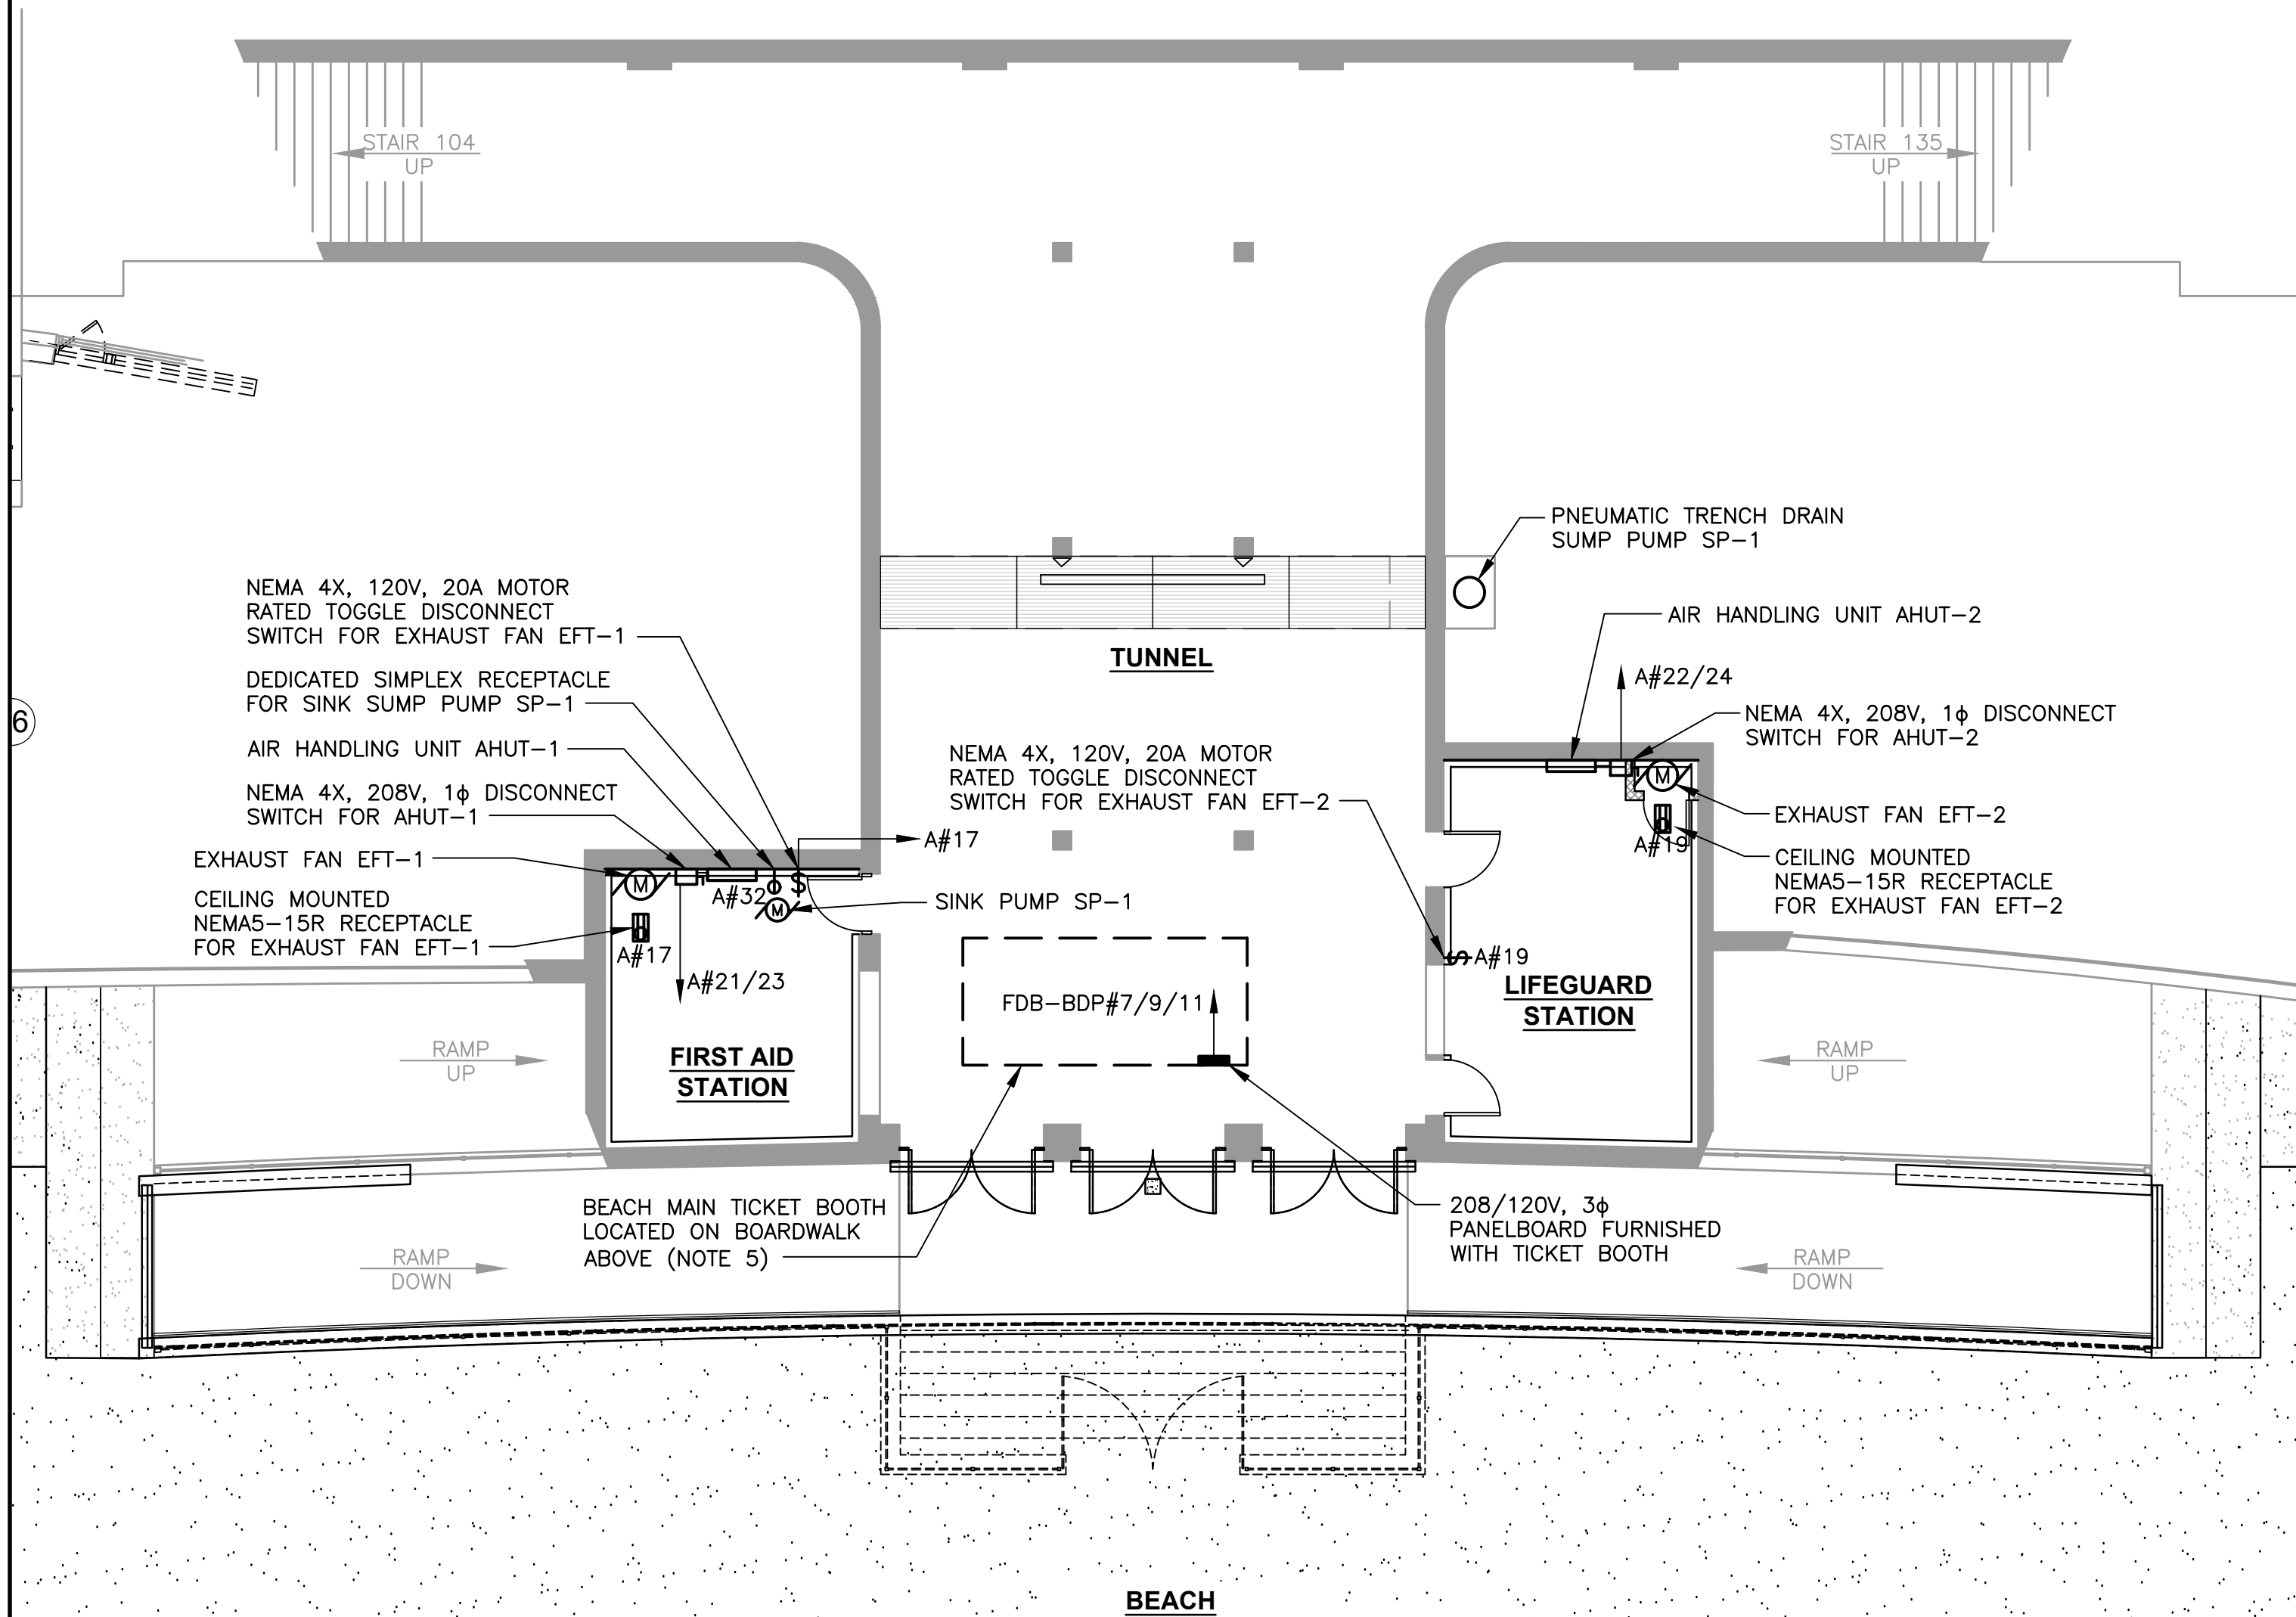 STAIR 104
UP
STAIR 135
UP
PNEUMATIC TRENCH DRAIN
SUMP PUMP SP-1
NEMA 4X, 120V, 20A MOTOR
RATED TOGGLE DISCONNECT
SWITCH FOR EXHAUST FAN EFT-1
DEDICATED SIMPLEX RECEPTACLE
FOR SINK SUMP PUMP SP-1
AIR HANDLING UNIT AHUT-1
NEMA 4X, 208V, 1ϕ DISCONNECT
SWITCH FOR AHUT-1
EXHAUST FAN EFT-1
CEILING MOUNTED
NEMA5-15R RECEPTACLE
FOR EXHAUST FAN EFT-1
6
TUNNEL
AIR HANDLING UNIT AHUT-2
A#22/24
NEMA 4X, 208V, 1ϕ DISCONNECT
SWITCH FOR AHUT-2
NEMA 4X, 120V, 20A MOTOR
RATED TOGGLE DISCONNECT
SWITCH FOR EXHAUST FAN EFT-2
M
EXHAUST FAN EFT-2
A#19
CEILING MOUNTED
NEMA5-15R RECEPTACLE
FOR EXHAUST FAN EFT-2
A#17
M
A#32
$
M
SINK PUMP SP-1
A#17
A#21/23
$
A#19
LIFEGUARD
STATION
FDB-BDP#7/9/11
FIRST AID
STATION
RAMP
UP
RAMP
UP
BEACH MAIN TICKET BOOTH
LOCATED ON BOARDWALK
ABOVE (NOTE 5)
208/120V, 3ϕ
PANELBOARD FURNISHED
WITH TICKET BOOTH
RAMP
DOWN
RAMP
DOWN
BEACH